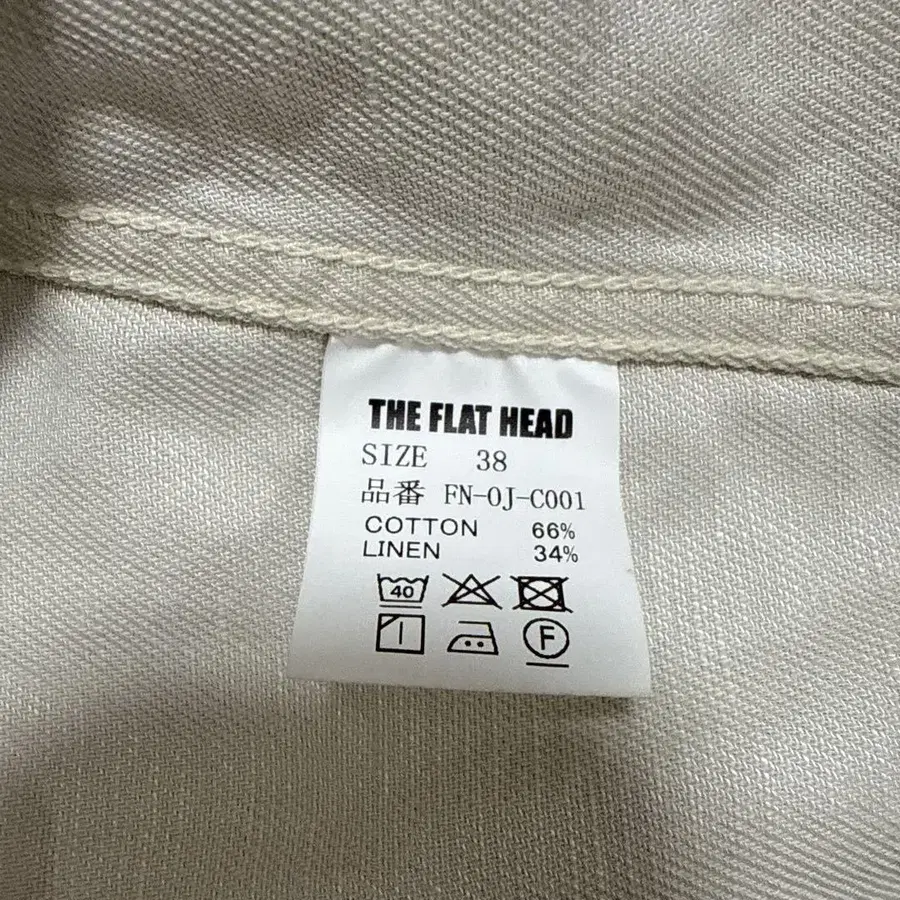 THE FLAT HEAD
SIZE 38
品番 FN-OJ-C001
COTTON 66%
LINEN 34%
40
F